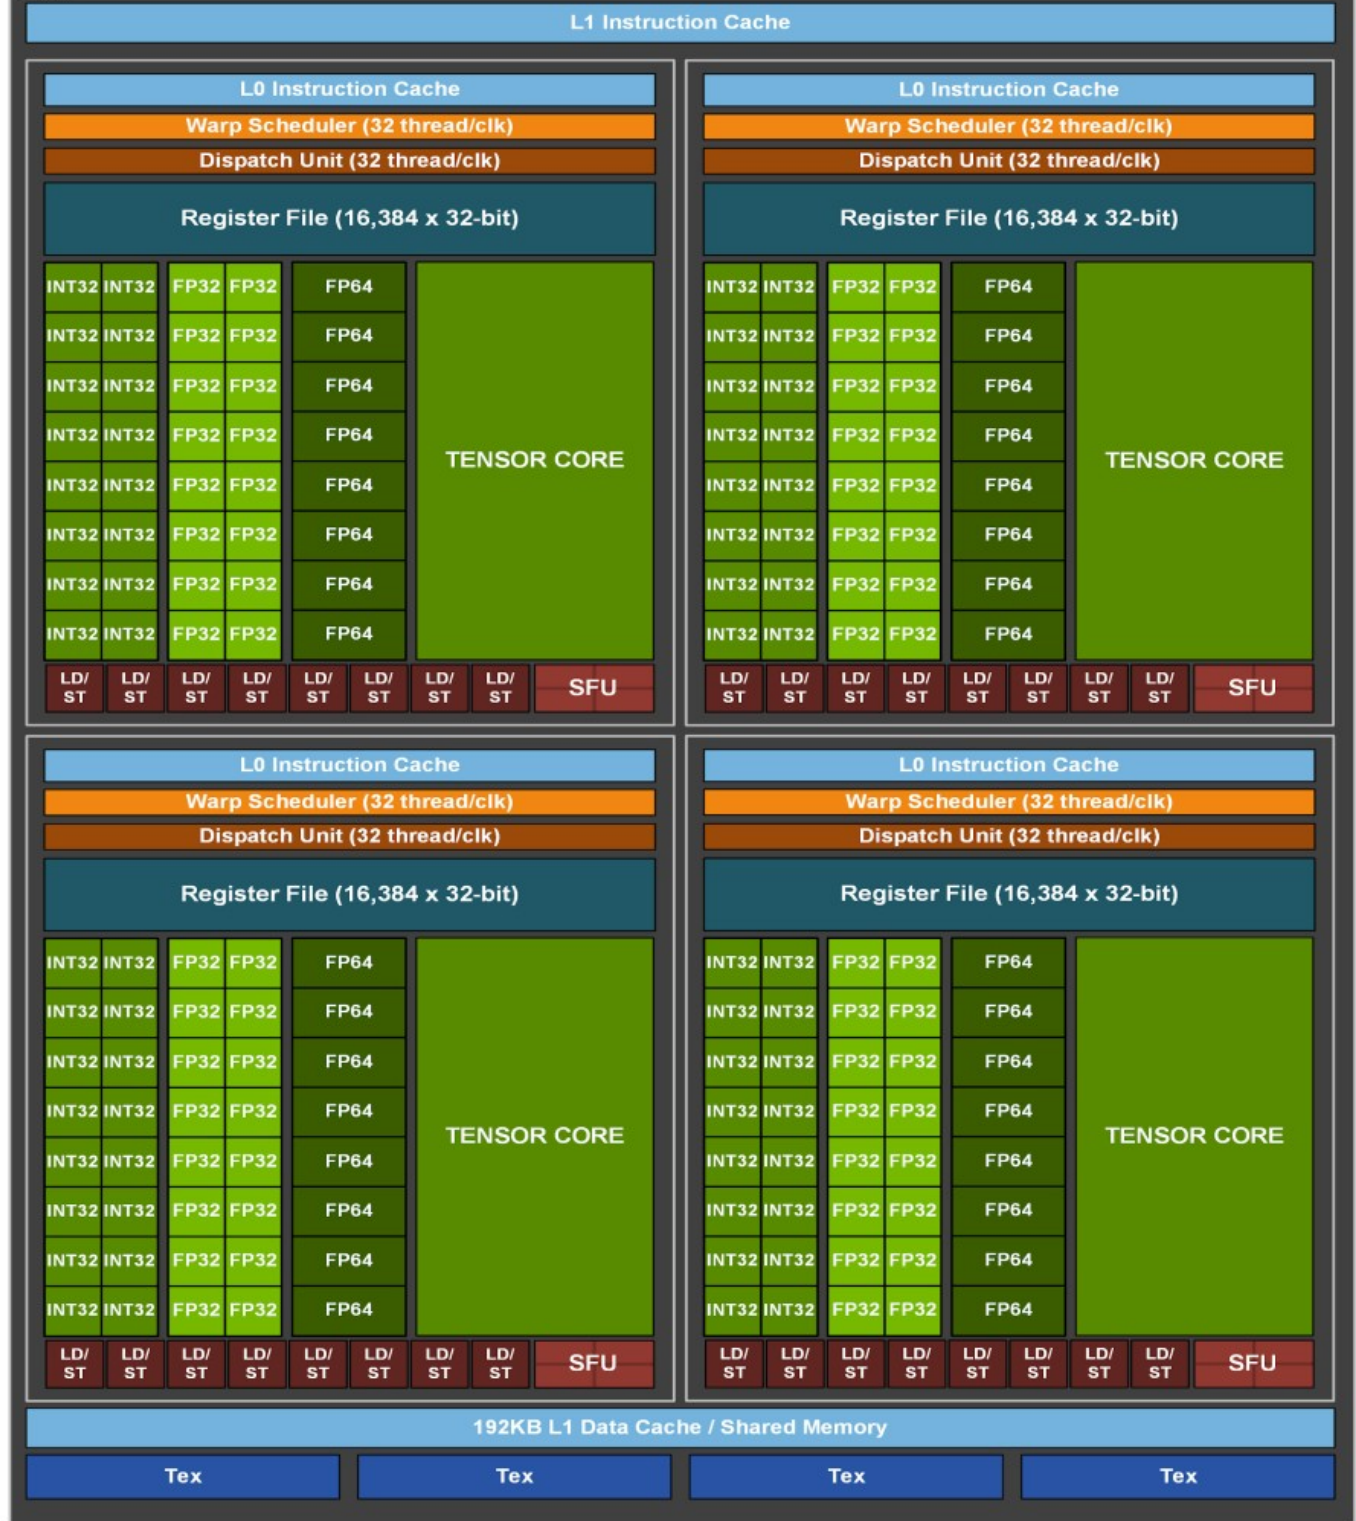 L1 Instruction Cache
L0 Instruction Cache
Warp Scheduler (32 thread/clk)
Dispatch Unit (32 thread/clk)
Register File (16,384 x 32-bit)
INT32 INT32 FP32 FP32 FP64
INT32 INT32 FP32 FP32 FP64
INT32 INT32 FP32 FP32 FP64
INT32 INT32 FP32 FP32 FP64
INT32 INT32 FP32 FP32 FP64
INT32 INT32 FP32 FP32 FP64
INT32 INT32 FP32 FP32 FP64
INT32 INT32 FP32 FP32 FP64
TENSOR CORE
LD/ LD/ LD/ LD/ LD/ LD/ LD/ LD/
ST ST ST ST ST ST ST ST
SFU
L0 Instruction Cache
Warp Scheduler (32 thread/clk)
Dispatch Unit (32 thread/clk)
Register File (16,384 x 32-bit)
INT32 INT32 FP32 FP32 FP64
INT32 INT32 FP32 FP32 FP64
INT32 INT32 FP32 FP32 FP64
INT32 INT32 FP32 FP32 FP64
INT32 INT32 FP32 FP32 FP64
INT32 INT32 FP32 FP32 FP64
INT32 INT32 FP32 FP32 FP64
INT32 INT32 FP32 FP32 FP64
TENSOR CORE
LD/ LD/ LD/ LD/ LD/ LD/ LD/ LD/
ST ST ST ST ST ST ST ST
SFU
L0 Instruction Cache
Warp Scheduler (32 thread/clk)
Dispatch Unit (32 thread/clk)
Register File (16,384 x 32-bit)
INT32 INT32 FP32 FP32 FP64
INT32 INT32 FP32 FP32 FP64
INT32 INT32 FP32 FP32 FP64
INT32 INT32 FP32 FP32 FP64
INT32 INT32 FP32 FP32 FP64
INT32 INT32 FP32 FP32 FP64
INT32 INT32 FP32 FP32 FP64
INT32 INT32 FP32 FP32 FP64
TENSOR CORE
LD/ LD/ LD/ LD/ LD/ LD/ LD/ LD/
ST ST ST ST ST ST ST ST
SFU
L0 Instruction Cache
Warp Scheduler (32 thread/clk)
Dispatch Unit (32 thread/clk)
Register File (16,384 x 32-bit)
INT32 INT32 FP32 FP32 FP64
INT32 INT32 FP32 FP32 FP64
INT32 INT32 FP32 FP32 FP64
INT32 INT32 FP32 FP32 FP64
INT32 INT32 FP32 FP32 FP64
INT32 INT32 FP32 FP32 FP64
INT32 INT32 FP32 FP32 FP64
INT32 INT32 FP32 FP32 FP64
TENSOR CORE
LD/ LD/ LD/ LD/ LD/ LD/ LD/ LD/
ST ST ST ST ST ST ST ST
SFU
192KB L1 Data Cache / Shared Memory
Tex Tex Tex Tex